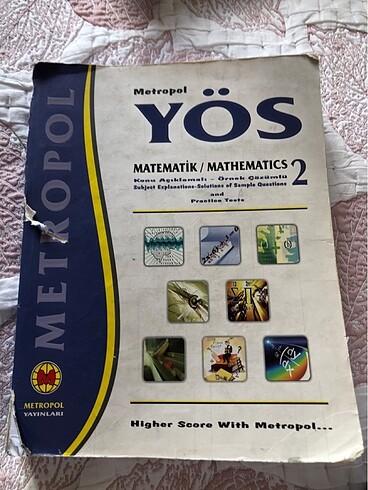 METROPOL
Metropol
YÖS
MATEMATİK / MATHEMATICS 2
Konu Açıklamalı - Örnek Çözümlü
Subject Explanations-Solutions of Sample Questions
and
Practice Tests
METROPOL
YAYINLARI
Higher Score With Metropol...